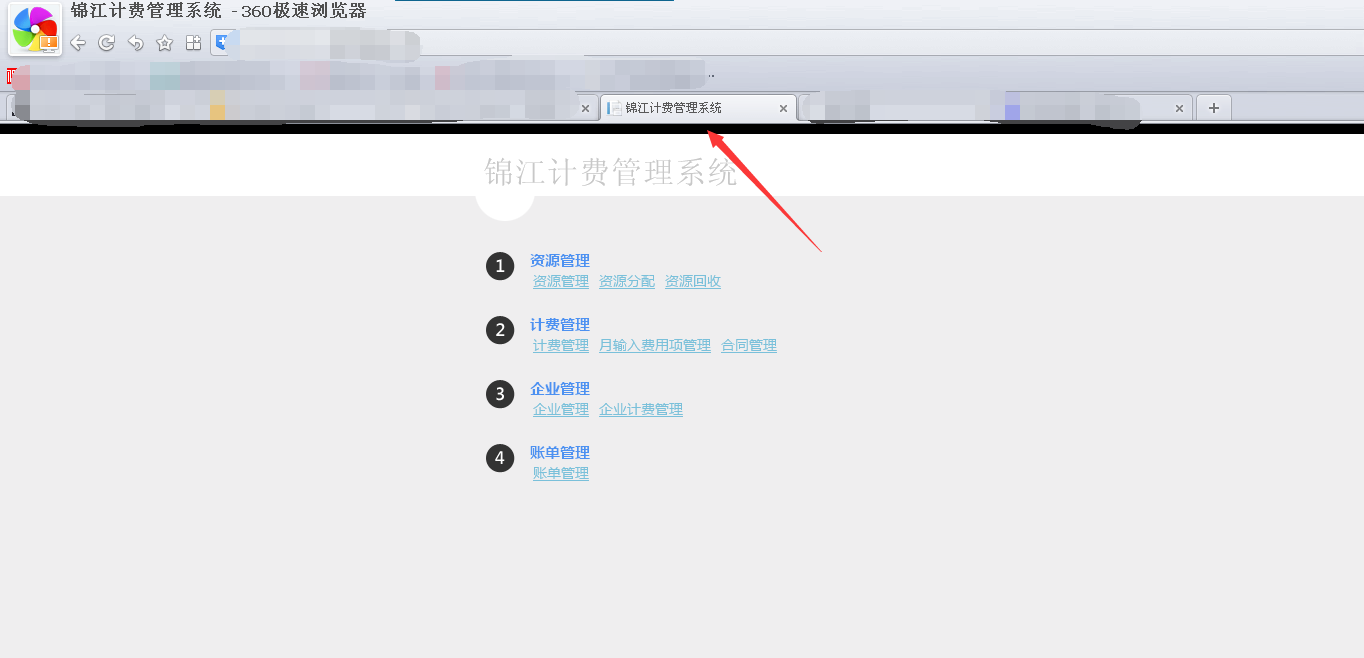 锦江计费管理系统 -360极速浏览器
锦江计费管理系统
锦江计费管理系统
1 资源管理
资源管理 资源分配 资源回收
2 计费管理
计费管理 月输入费用项管理 合同管理
3 企业管理
企业管理 企业计费管理
4 账单管理
账单管理